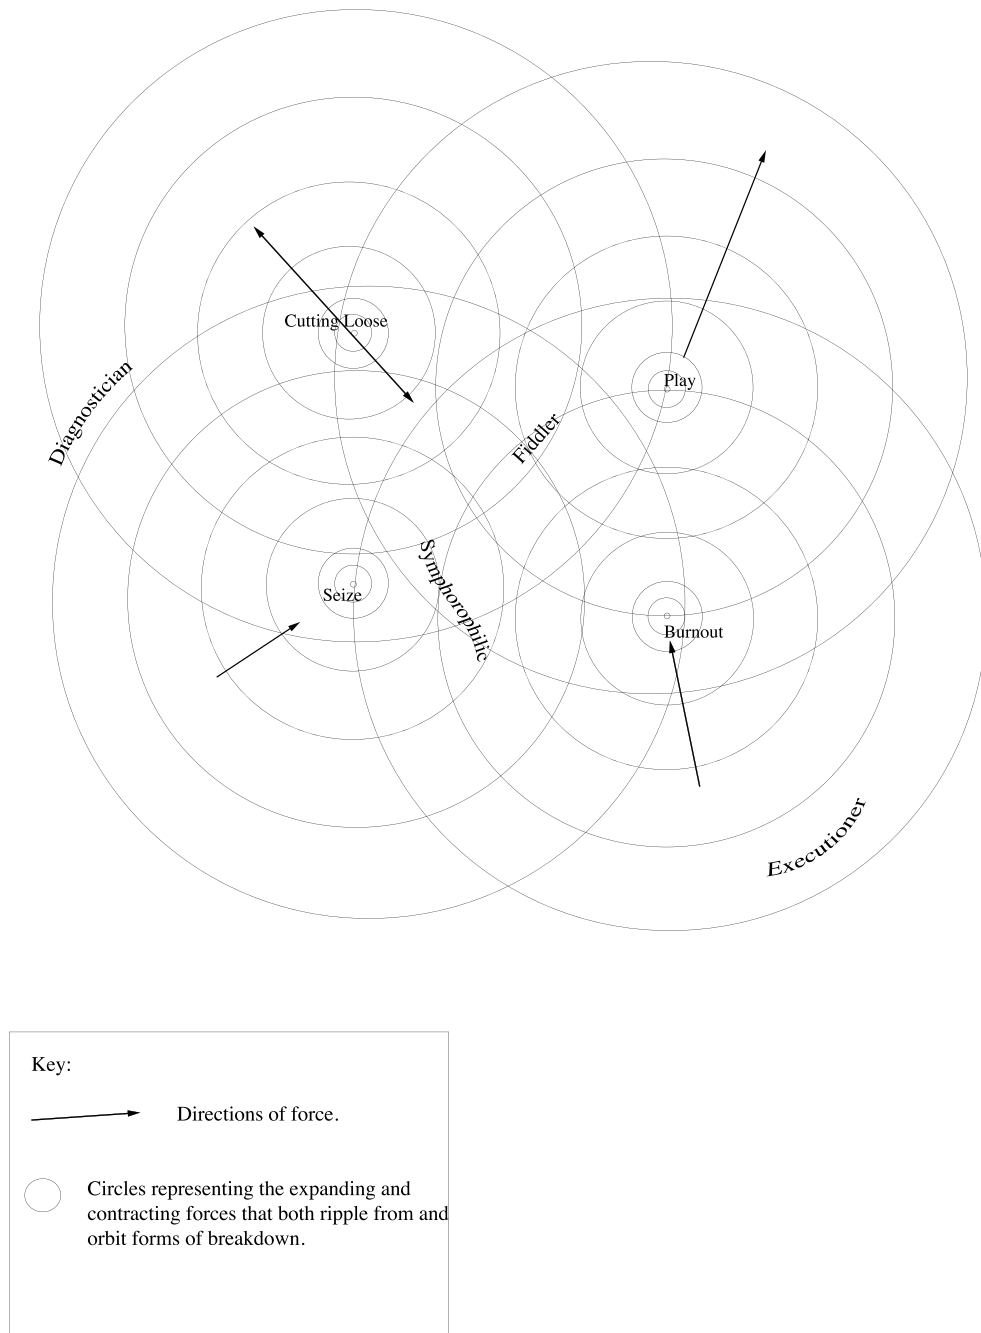 Cutting Loose
Play
Diagnostician
Fiddler
Symphorophilic
Seize
Burnout
Executioner
Key:
Directions of force.
Circles representing the expanding and
contracting forces that both ripple from and
orbit forms of breakdown.